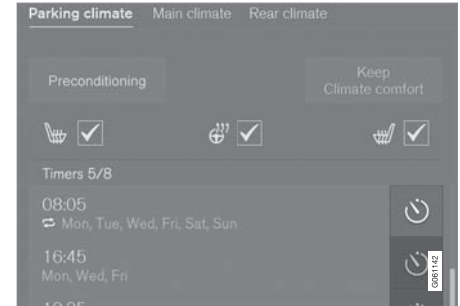 Parking climate Main climate Rear climate
Preconditioning
Keep
Climate comfort
Timers 5/8
08:05
Mon, Tue, Wed, Fri, Sat, Sun
16:45
Mon, Wed, Fri
G061142